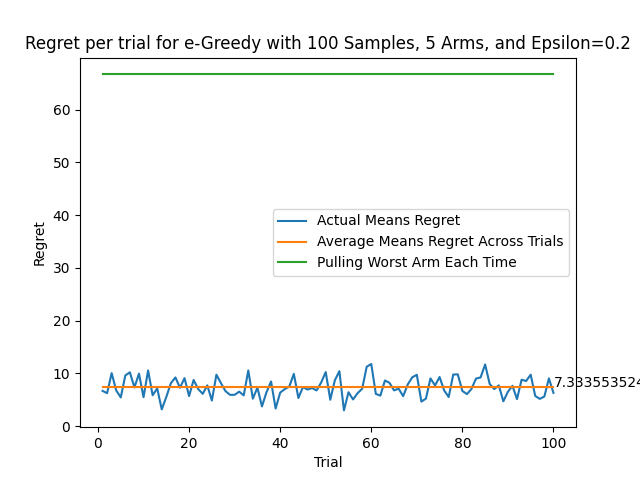 Regret per trial for e-Greedy with 100 Samples, 5 Arms, and Epsilon=0.2
60
50
40
30
20
10
0
Regret
Actual Means Regret
Average Means Regret Across Trials
Pulling Worst Arm Each Time
7.333553524
0 20 40 60 80 100
Trial